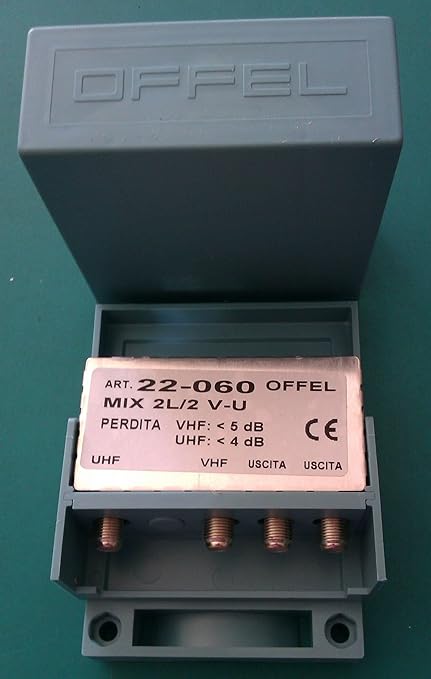 OFFEL
ART. 22-060 OFFEL
MIX 2L/2 V-U
PERDITA VHF: < 5 dB
UHF: < 4 dB
CE
UHF VHF USCITA USCITA